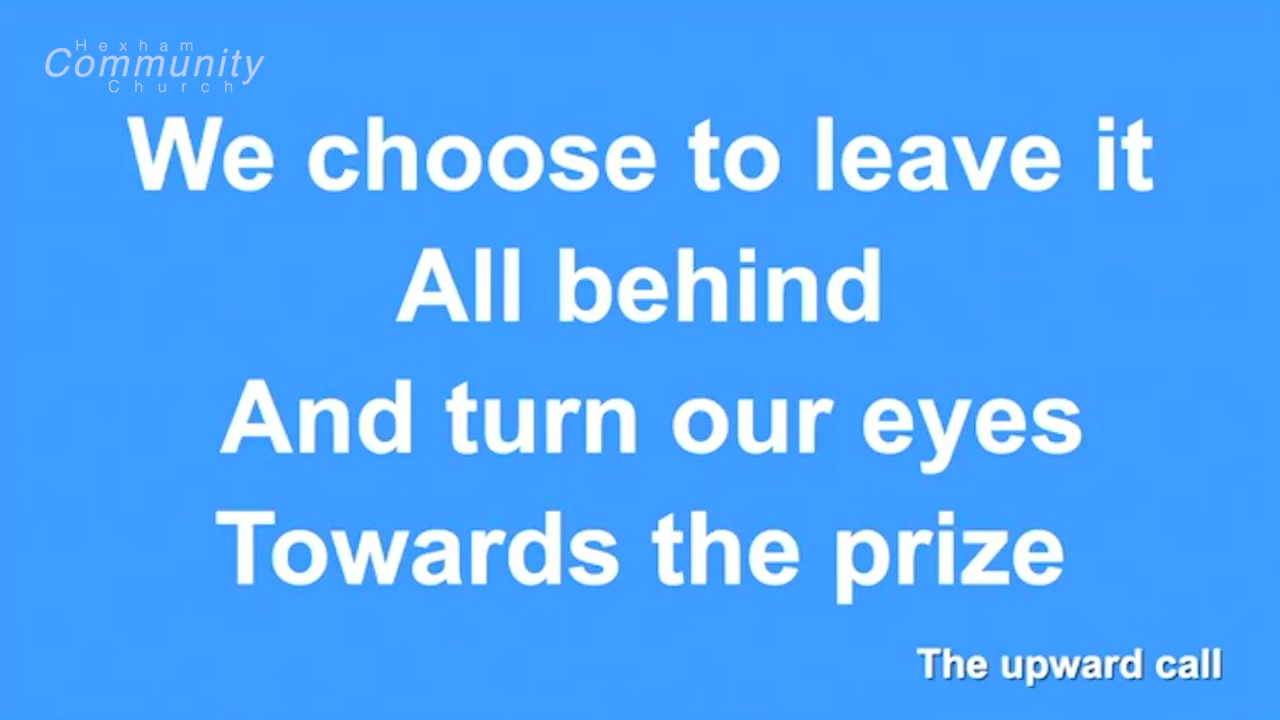 Hexham
Community
Church
We choose to leave it
All behind
And turn our eyes
Towards the prize
The upward call